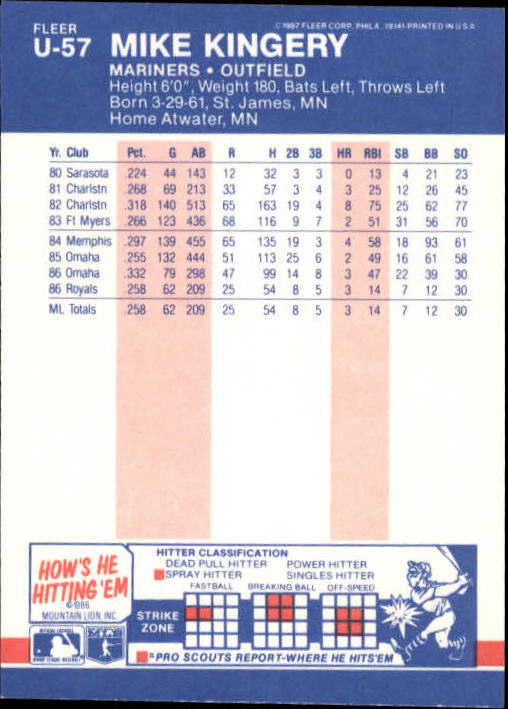 FLEER
U-57 MIKE KINGERY
©1987 FLEER CORP. PHILA. 19141-PRINTED IN U S A
MARINERS • OUTFIELD
Height 6'0", Weight 180, Bats Left, Throws Left
Born 3-29-61, St. James, MN
Home Atwater, MN
Yr. Club Pct. G AB R H 2B 3B HR RBI SB BB SO
80 Sarasota .224 44 143 12 32 3 3 0 13 4 21 23
81 Charlstn .268 69 213 33 57 3 4 3 25 12 26 45
82 Charlstn .318 140 513 65 163 19 4 8 75 25 62 77
83 Ft Myers .266 123 436 68 116 9 7 2 51 31 56 70
84 Memphis .297 139 455 65 135 19 3 4 58 18 93 61
85 Omaha .255 132 444 51 113 25 6 2 49 16 61 58
86 Omaha .332 79 298 47 99 14 8 3 47 22 39 30
86 Royals .258 62 209 25 54 8 5 3 14 7 12 30
ML Totals .258 62 209 25 54 8 5 3 14 7 12 30
HOW'S HE
HITTING 'EM
©1986
MOUNTAIN LION INC
HITTER CLASSIFICATION
DEAD PULL HITTER POWER HITTER
SPRAY HITTER SINGLES HITTER
FASTBALL BREAKING BALL OFF-SPEED
STRIKE
ZONE
=PRO SCOUTS REPORT-WHERE HE HITS'EM